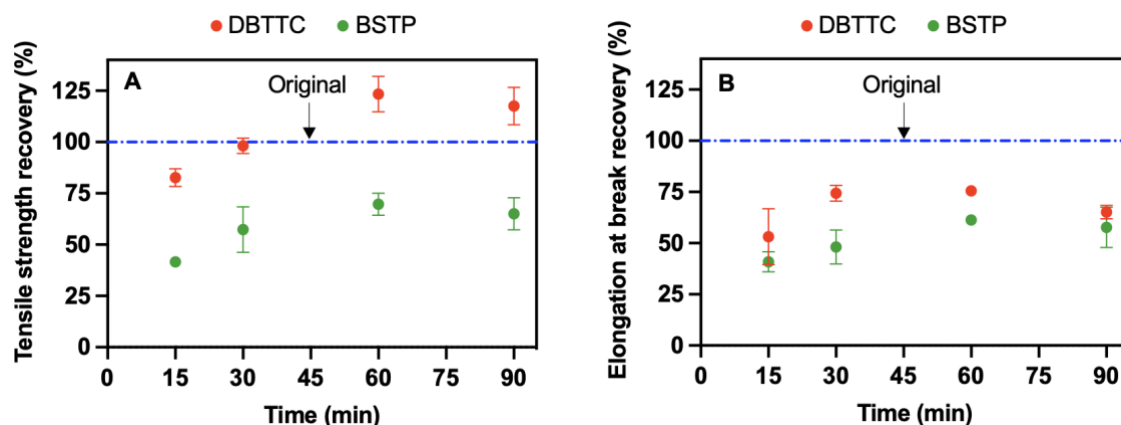 DBTTC BSTP
A
Original
Tensile strength recovery (%)
125
100
75
50
25
0
0 15 30 45 60 75 90
Time (min)
DBTTC BSTP
B
Original
Elongation at break recovery (%)
125
100
75
50
25
0
0 15 30 45 60 75 90
Time (min)